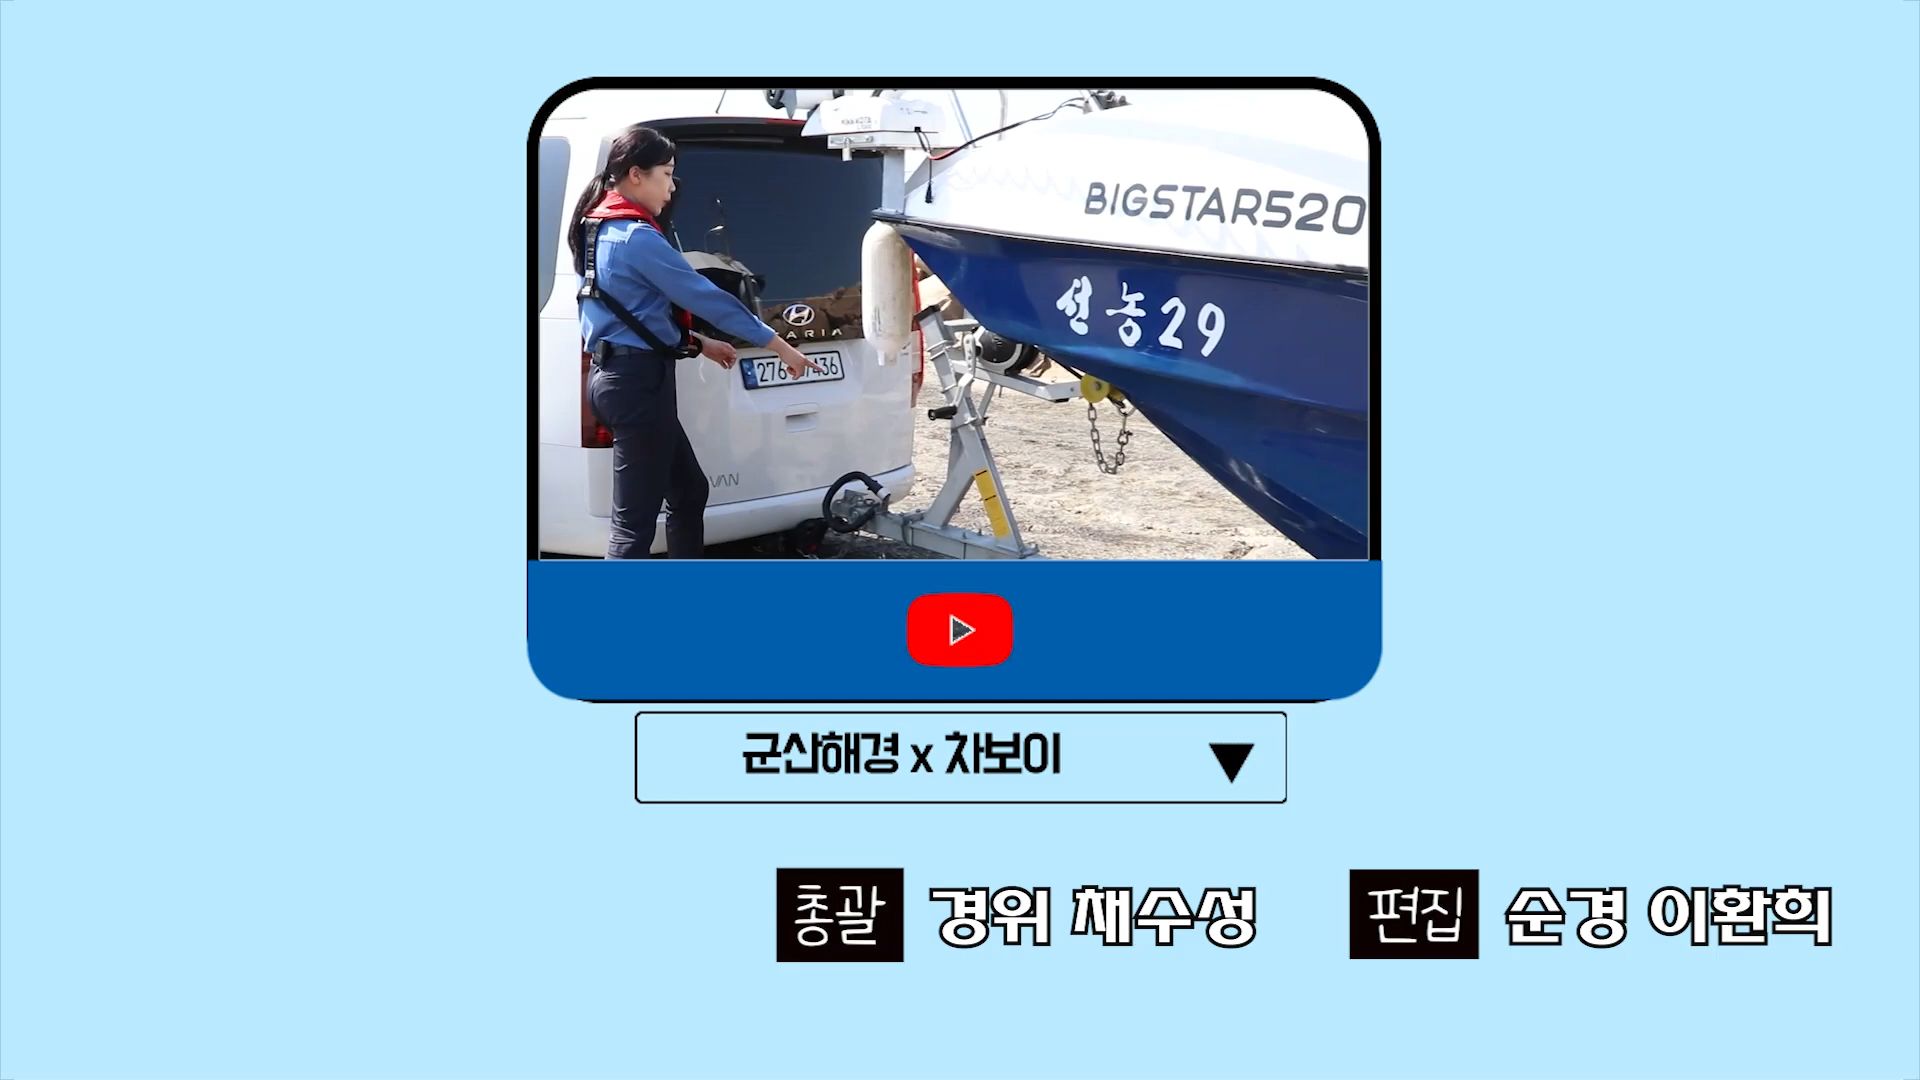 BIGSTAR520
선농29
VAN
군산해경 x 차보이
총괄 경위 채수성 편집 순경 이환희